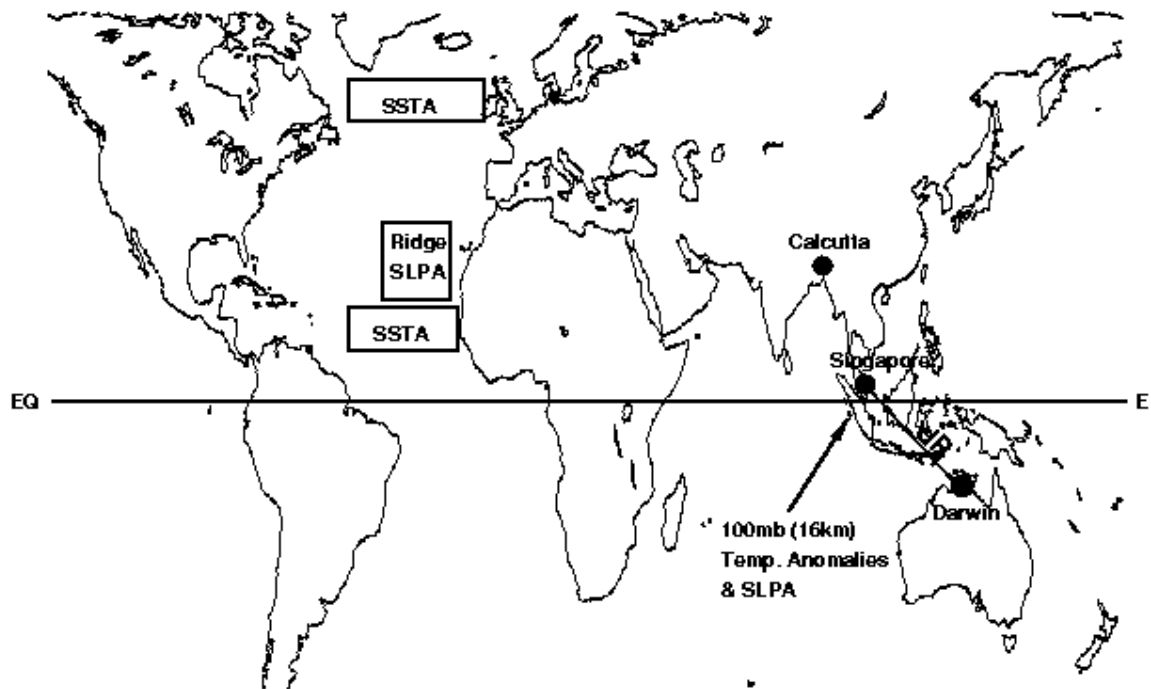 SSTA
Ridge
SLPA
Calcutta
SSTA
Singapore
EQ
E
Darwin
100mb (16km)
Temp. Anomalies
& SLPA